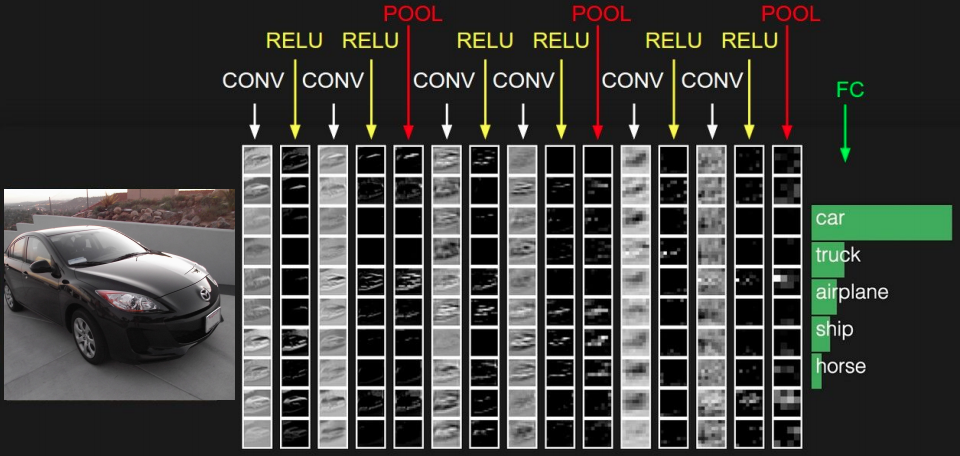 POOL POOL POOL
RELU RELU RELU RELU RELU RELU
CONV CONV CONV CONV CONV CONV
FC
car
truck
airplane
ship
horse